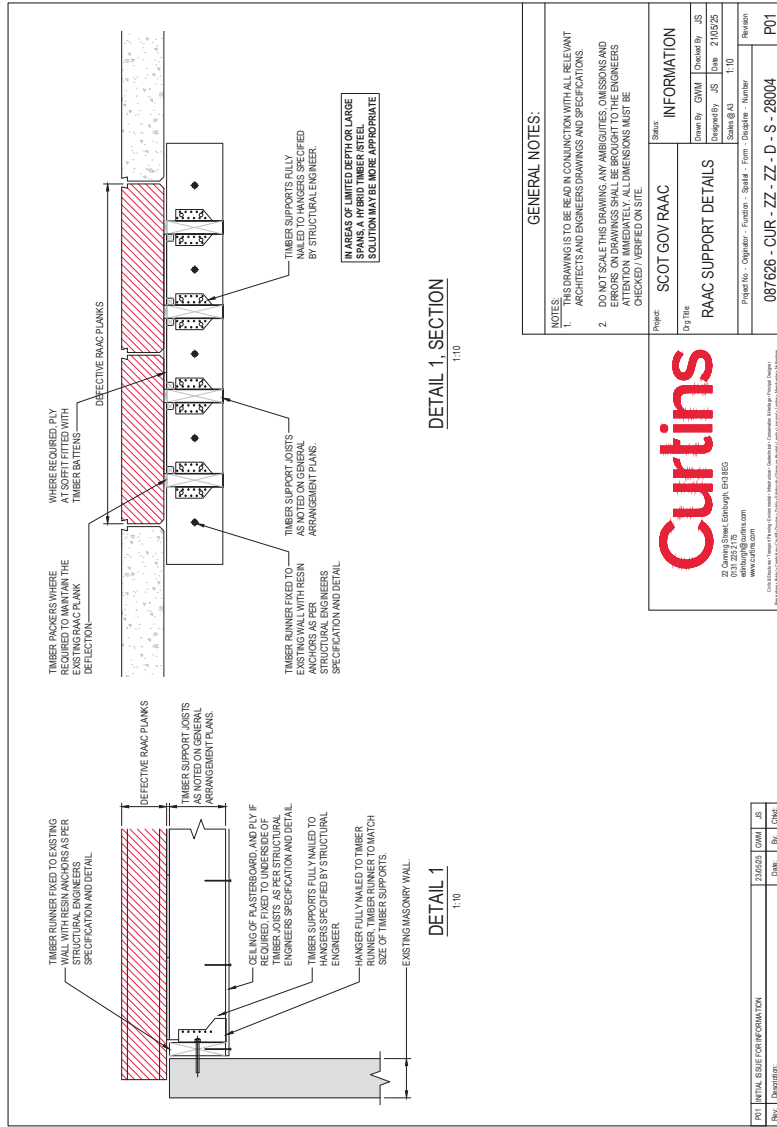 TIMBER RUNNER FIXED TO EXISTING
WALL WITH RESIN ANCHORS AS PER
STRUCTURAL ENGINEERS
SPECIFICATION AND DETAIL.
DEFECTIVE RAAC PLANKS
TIMBER SUPPORT JOISTS
AS NOTED ON GENERAL
ARRANGEMENT PLANS.
CEILING OF PLASTERBOARD, AND PLY IF
REQUIRED, FIXED TO UNDERSIDE OF
TIMBER JOISTS AS PER STRUCTURAL
ENGINEERS SPECIFICATION AND DETAIL.
TIMBER SUPPORTS FULLY NAILED TO
HANGERS SPECIFIED BY STRUCTURAL
ENGINEER.
HANGER FULLY NAILED TO TIMBER
RUNNER, TIMBER RUNNER TO MATCH
SIZE OF TIMBER SUPPORTS.
EXISTING MASONRY WALL.
DETAIL 1
1:10
TIMBER PACKERS WHERE
REQUIRED TO MAINTAIN THE
EXISTING RAAC PLANK
DEFLECTION.
WHERE REQUIRED, PLY
AT SOFFIT FITTED WITH
TIMBER BATTENS
DEFECTIVE RAAC PLANKS
TIMBER RUNNER FIXED TO
EXISTING WALL WITH RESIN
ANCHORS AS PER
STRUCTURAL ENGINEERS
SPECIFICATION AND DETAIL
TIMBER SUPPORT JOISTS
AS NOTED ON GENERAL
ARRANGEMENT PLANS.
TIMBER SUPPORTS FULLY
NAILED TO HANGERS SPECIFIED
BY STRUCTURAL ENGINEER.
IN AREAS OF LIMITED DEPTH OR LARGE
SPANS, A HYBRID TIMBER /STEEL
SOLUTION MAY BE MORE APPROPRIATE
DETAIL 1, SECTION
1:10
GENERAL NOTES:
NOTES:
1. THIS DRAWING IS TO BE READ IN CONJUNCTION WITH ALL RELEVANT
ARCHITECTS AND ENGINEERS DRAWINGS AND SPECIFICATIONS.
2. DO NOT SCALE THIS DRAWING. ANY AMBIGUITIES, OMISSIONS AND
ERRORS ON DRAWINGS SHALL BE BROUGHT TO THE ENGINEERS
ATTENTION IMMEDIATELY. ALL DIMENSIONS MUST BE
CHECKED / VERIFIED ON SITE.
Curtins
22 Canning Street, Edinburgh, EH3 8EG
0131 225 2175
edinburgh@curtins.com
www.curtins.com
Project: SCOT GOV RAAC
Status: INFORMATION
Drg Title: RAAC SUPPORT DETAILS
Drawn By GWM Checked By JS
Designed By JS Date 21/05/25
Scales @ A3 1:10
Project No - Originator - Function - Spatial - Form - Discipline - Number Revision
087626 - CUR - ZZ - ZZ - D - S - 28004 P01
P01 INITIAL ISSUE FOR INFORMATION 23/05/25 GWM JS
Rev: Description: Date: By: Chkd: